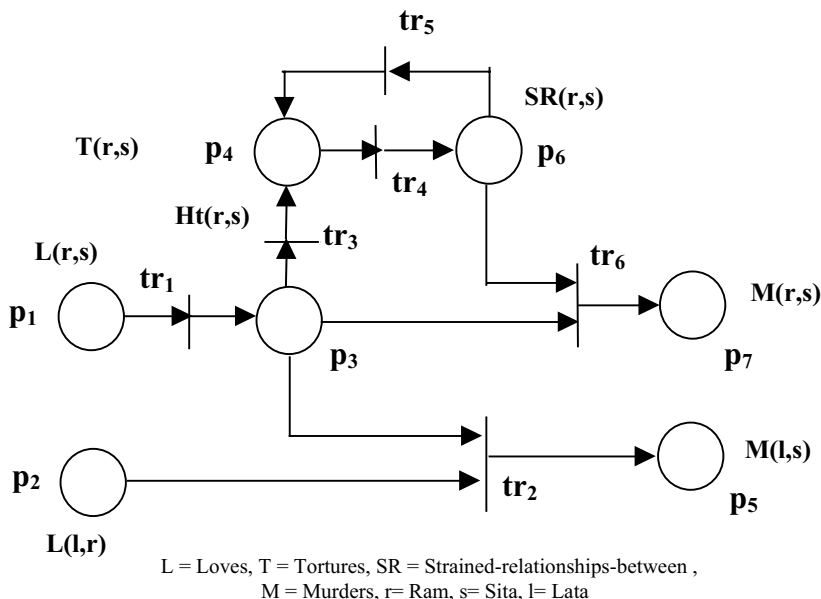 tr₅
SR(r,s)
T(r,s)
p₄
p₆
tr₄
Ht(r,s)
tr₃
L(r,s)
tr₁
tr₆
M(r,s)
p₁
p₃
p₇
p₂
tr₂
M(l,s)
p₅
L(l,r)
L = Loves, T = Tortures, SR = Strained-relationships-between ,
M = Murders, r= Ram, s= Sita, l= Lata